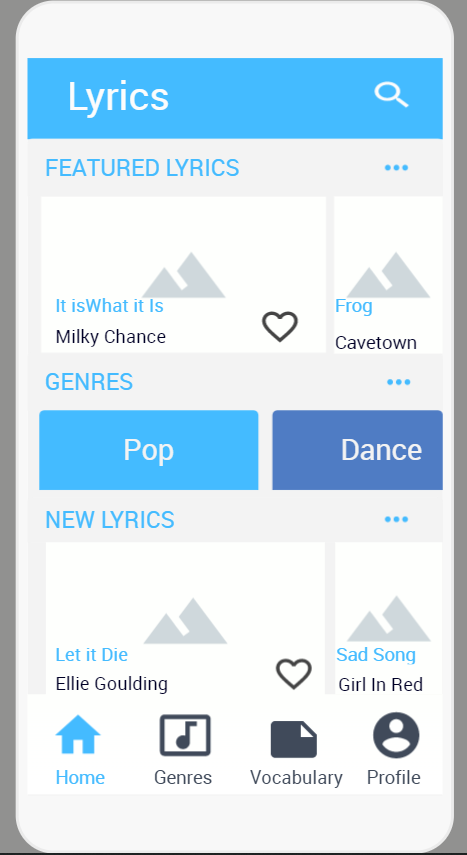 Lyrics
FEATURED LYRICS
It isWhat it Is
Milky Chance
Frog
Cavetown
GENRES
Pop
Dance
NEW LYRICS
Let it Die
Ellie Goulding
Sad Song
Girl In Red
Home
Genres
Vocabulary
Profile